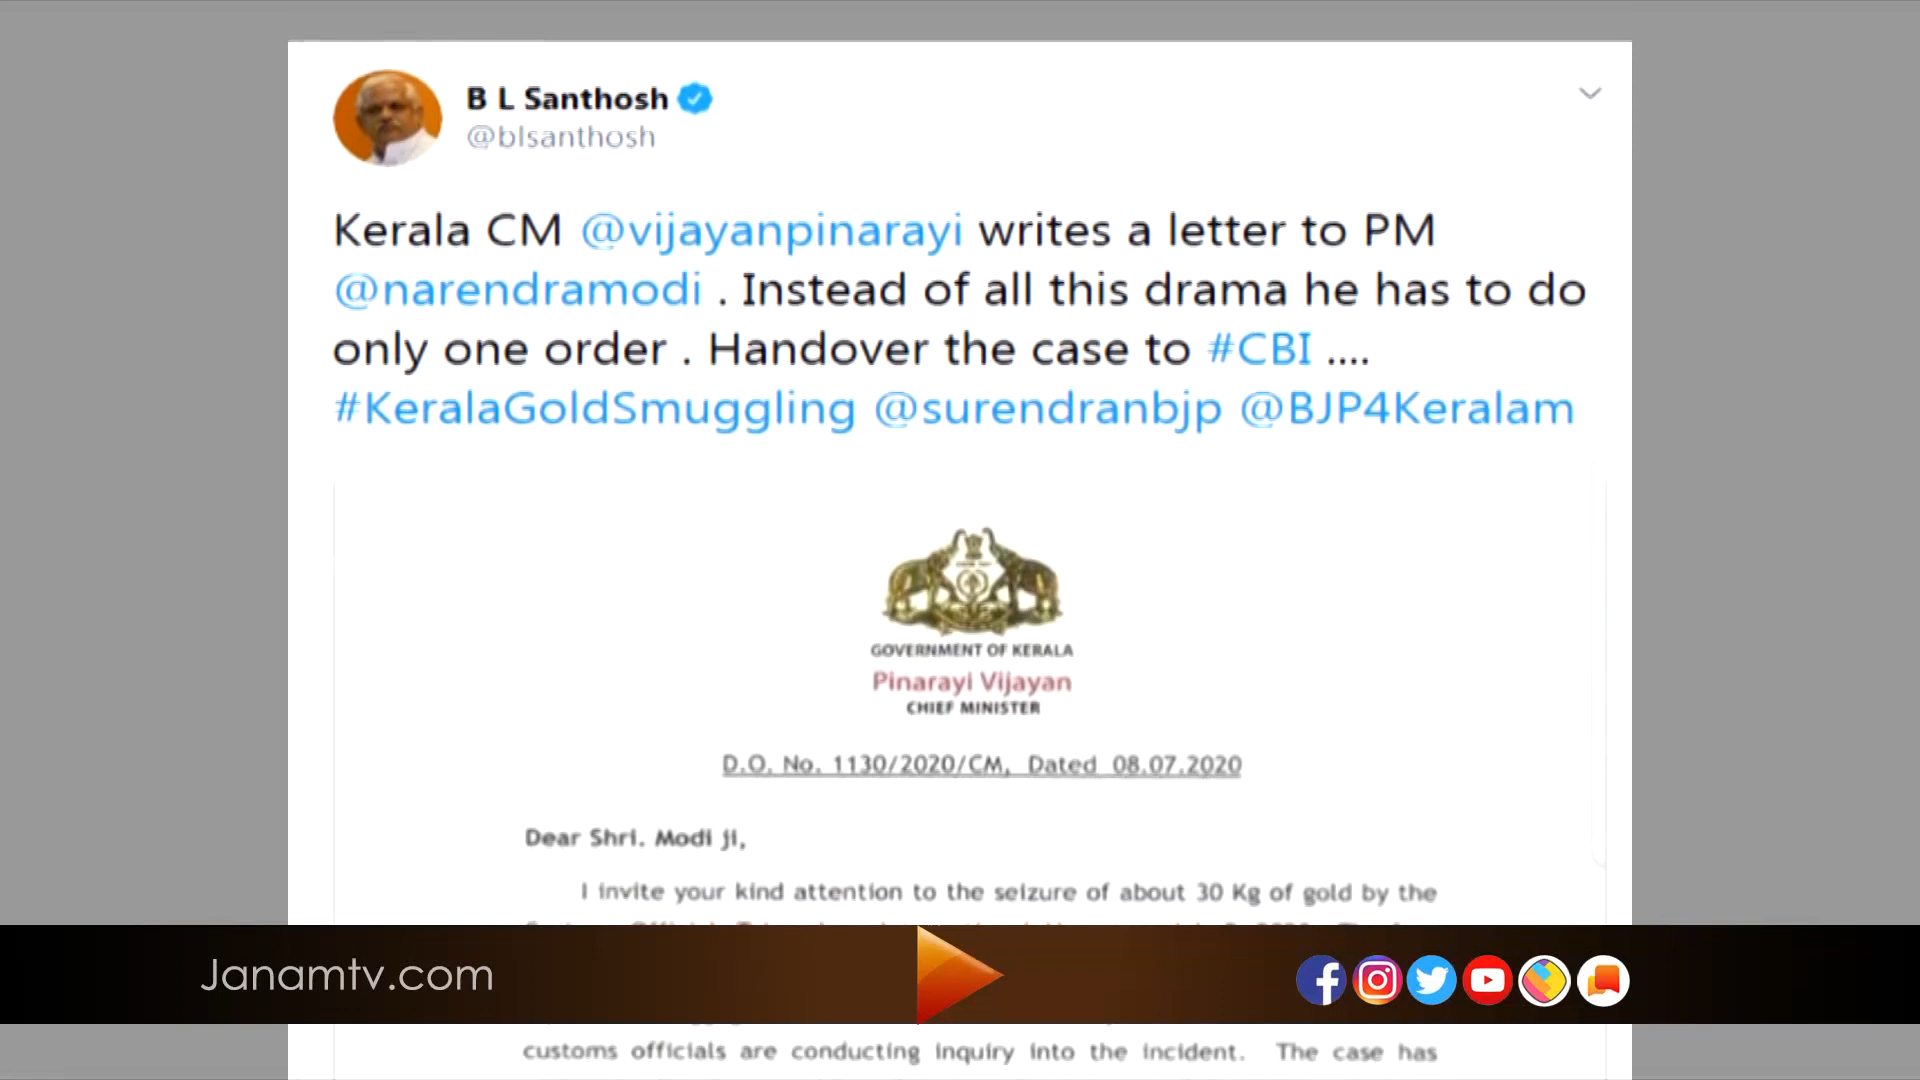 B L Santhosh
@blsanthosh
Kerala CM @vijayanpinarayi writes a letter to PM
@narendramodi . Instead of all this drama he has to do
only one order . Handover the case to #CBI ....
#KeralaGoldSmuggling @surendranbjp @BJP4Keralam
GOVERNMENT OF KERALA
Pinarayi Vijayan
CHIEF MINISTER
D.O. No. 1130/2020/CM, Dated 08.07.2020
Dear Shri. Modi ji,
I invite your kind attention to the seizure of about 30 Kg of gold by the
Janamtv.com
customs officials are conducting inquiry into the incident. The case has